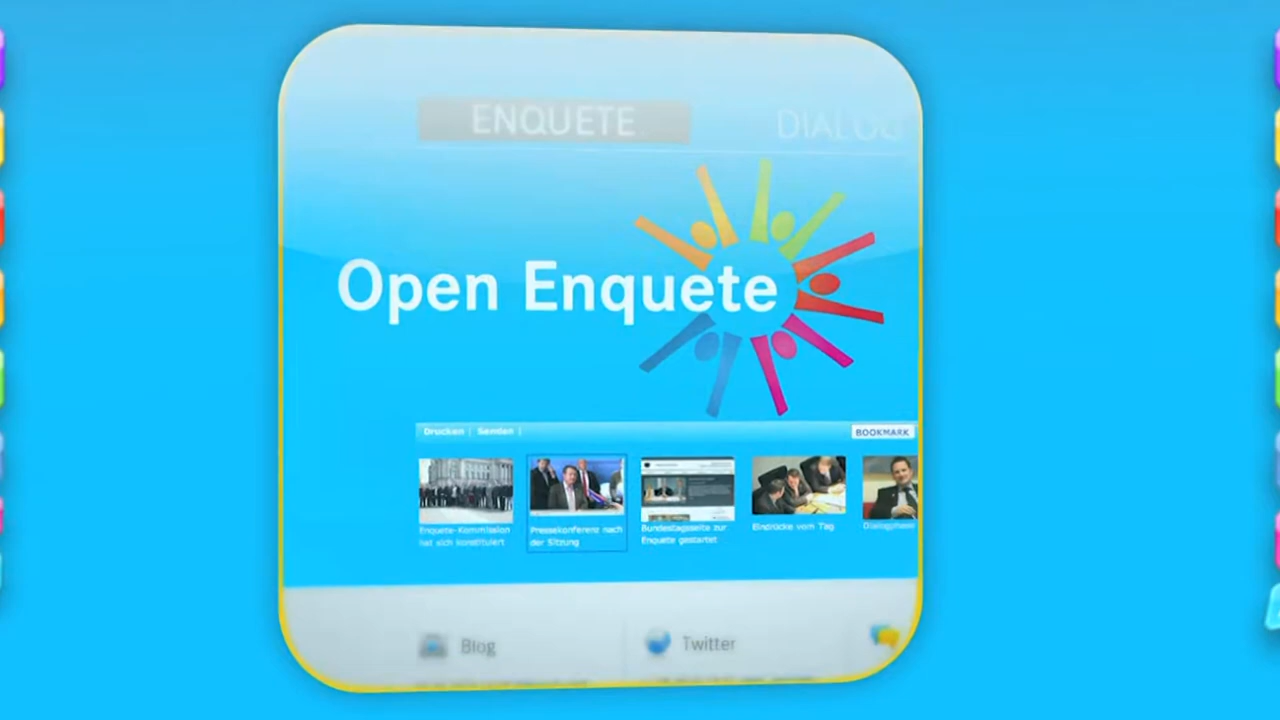 ENQUETE
DIALOG
Open Enquete
Drucken | Senden |
BOOKMARK
Enquete-Kommission
hat sich konstituiert
Pressekonferenz nach
der Sitzung
Bundestagsseite zur
Enquete gestartet
Eindrücke vom Tag
Blog
Twitter